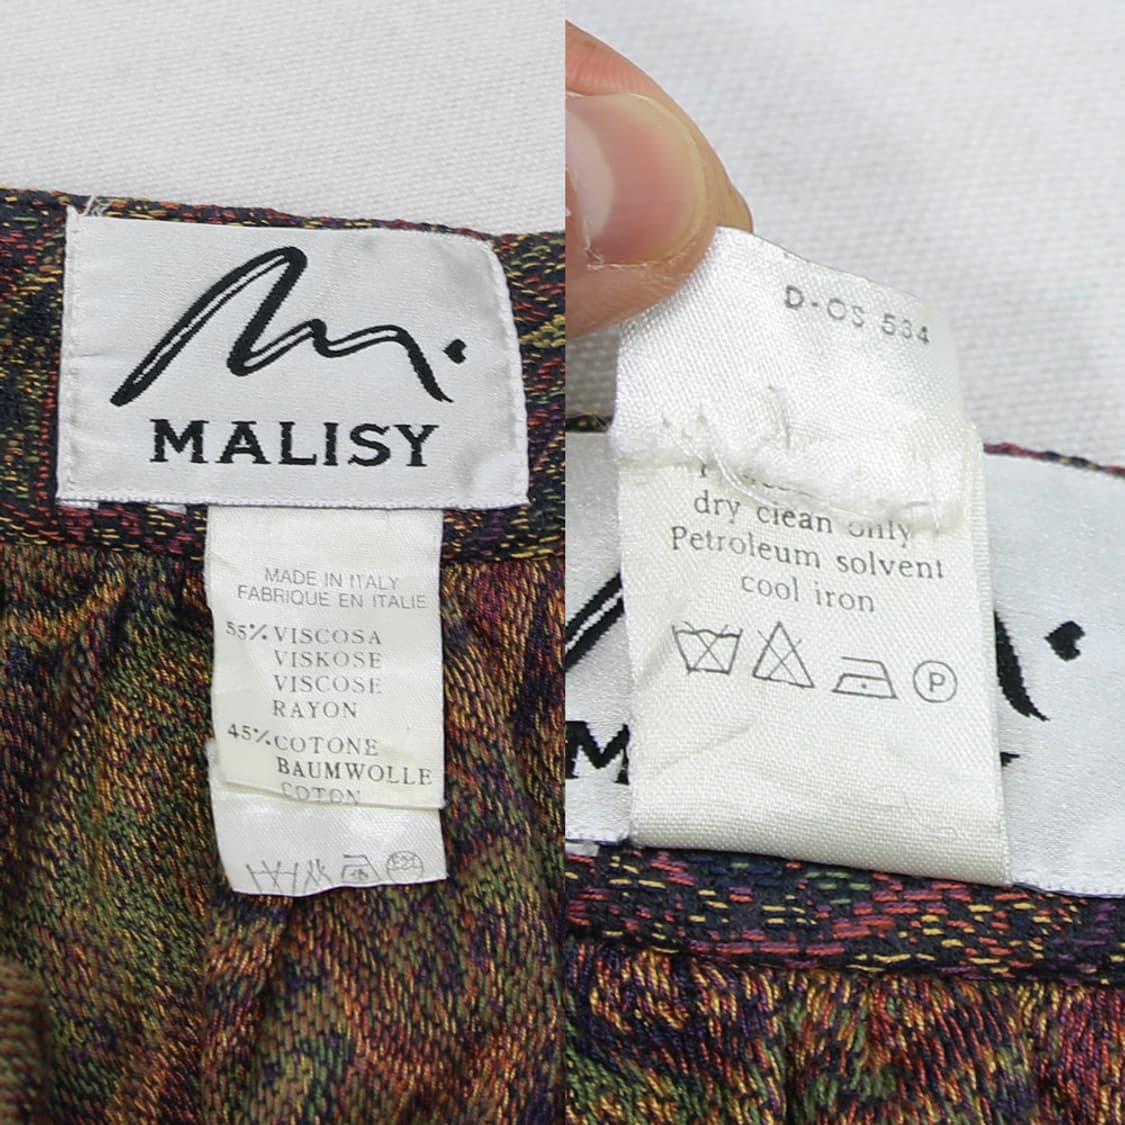 MALISY
MADE IN ITALY
FABRIQUE EN ITALIE
55% VISCOSA
VISKOSE
VISCOSE
RAYON
45% COTONE
BAUMWOLLE
COTON
D-OS 534
dry clean only
Petroleum solvent
cool iron
P
M